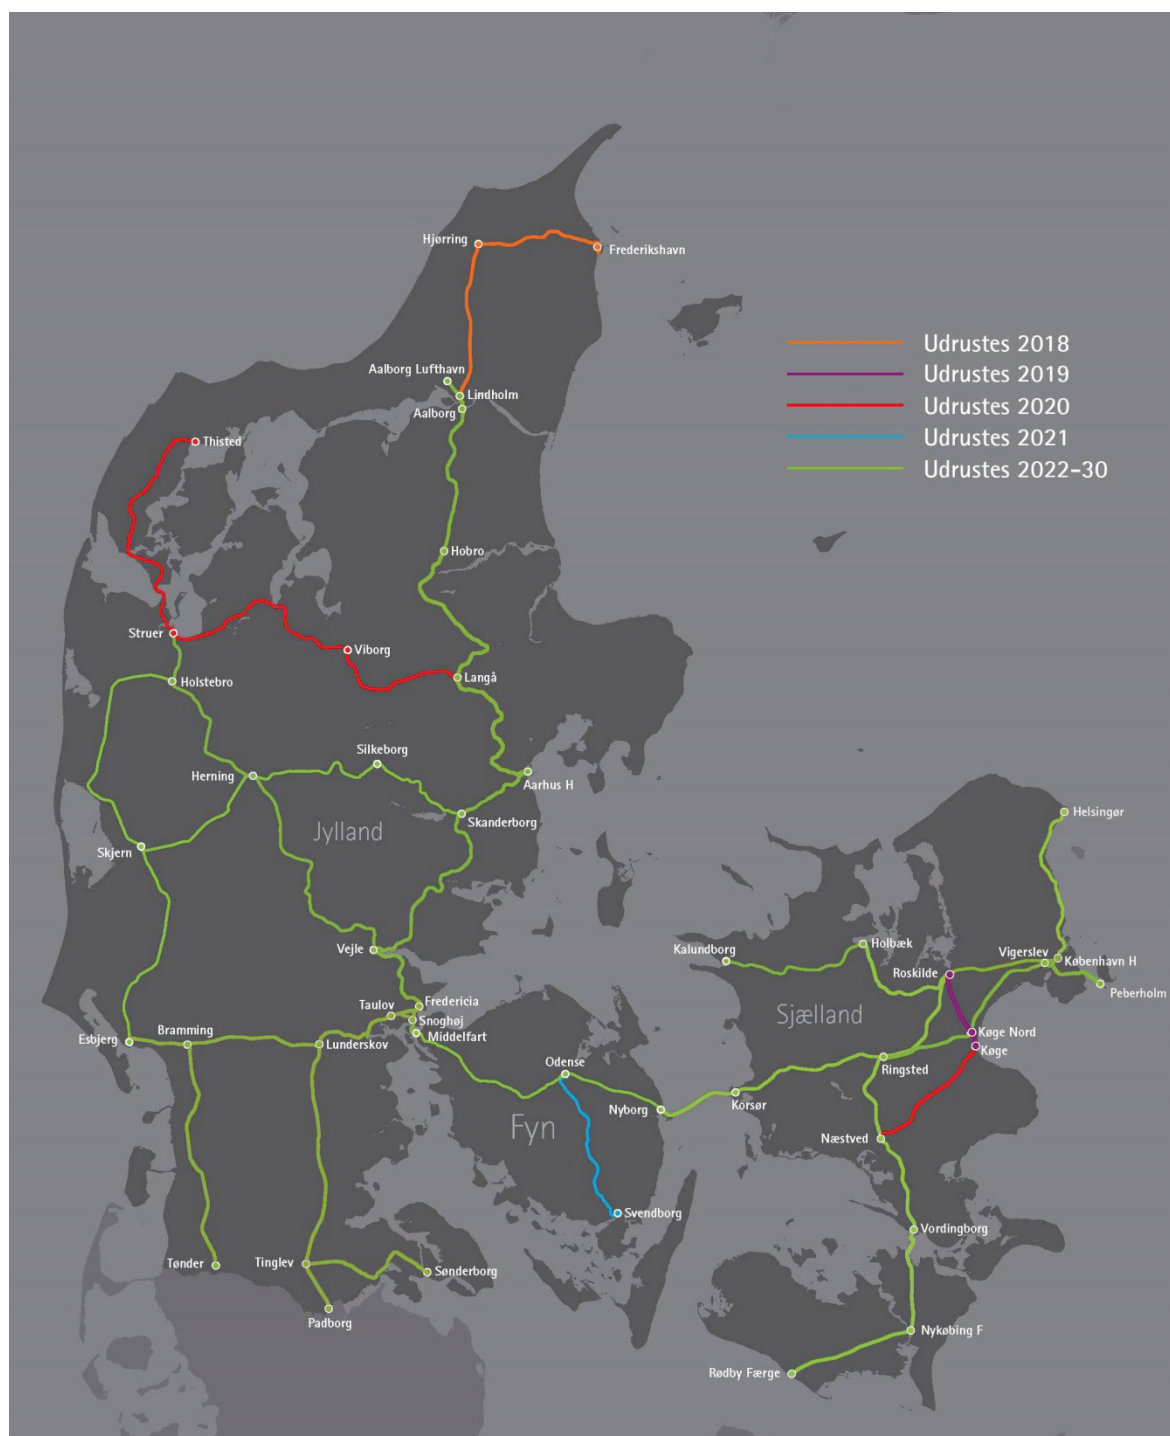 Hjørring
Frederikshavn
Udrustes 2018
Aalborg Lufthavn
Udrustes 2019
Lindholm
Udrustes 2020
Aalborg
Thisted
Udrustes 2021
Udrustes 2022-30
Hobro
Struer
Viborg
Holstebro
Langå
Silkeborg
Herning
Aarhus H
Helsingør
Skanderborg
Jylland
Skjern
Vejle
Kalundborg
Holbæk
Vigerslev
København H
Roskilde
Peberholm
Fredericia
Taulov
Snoghøj
Sjælland
Middelfart
Køge Nord
Esbjerg
Bramming
Lunderskov
Køge
Odense
Ringsted
Nyborg
Korsør
Fyn
Næstved
Svendborg
Vordingborg
Tønder
Tinglev
Sønderborg
Padborg
Nykøbing F
Rødby Færge